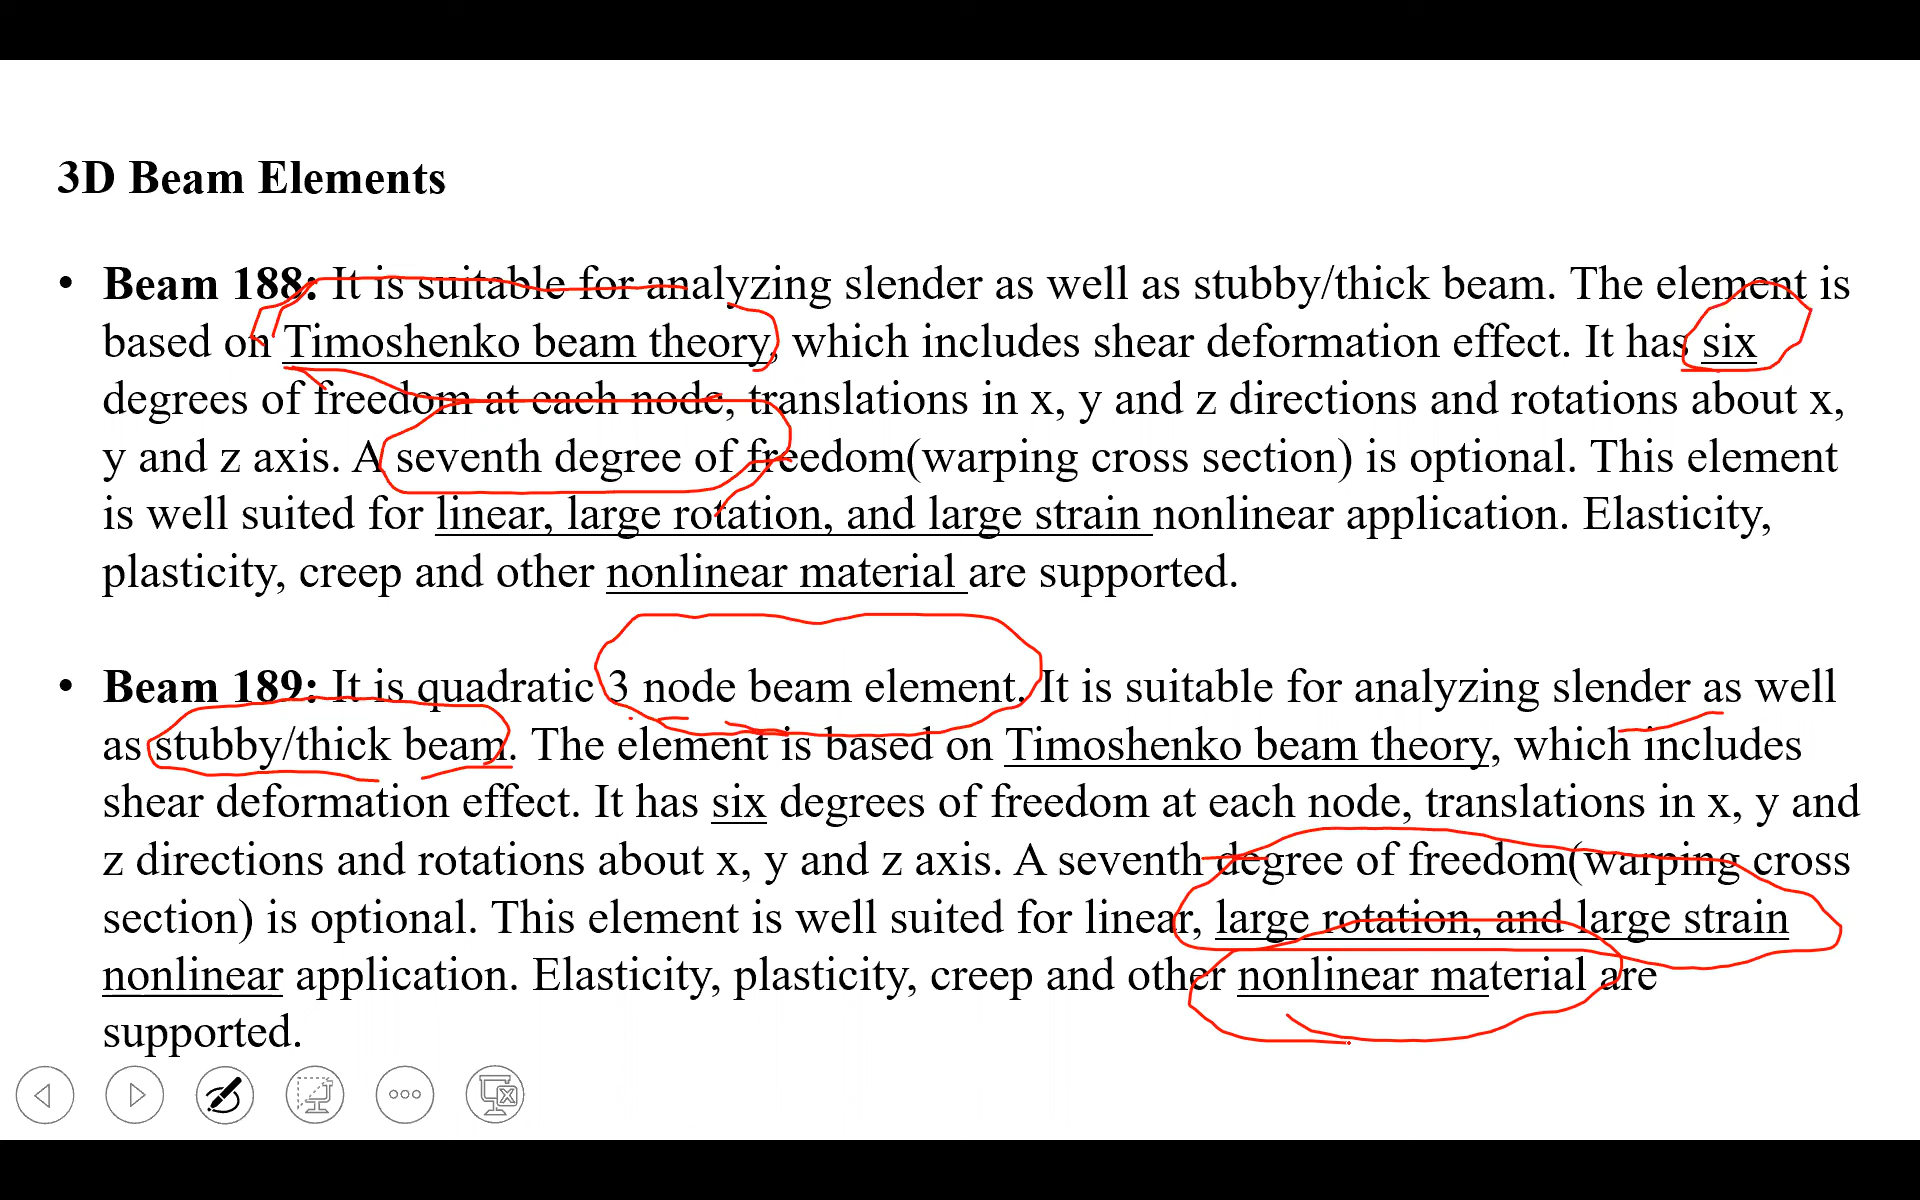 3D Beam Elements
• Beam 188: It is suitable for analyzing slender as well as stubby/thick beam. The element is
based on Timoshenko beam theory, which includes shear deformation effect. It has six
degrees of freedom at each node, translations in x, y and z directions and rotations about x,
y and z axis. A seventh degree of freedom(warping cross section) is optional. This element
is well suited for linear, large rotation, and large strain nonlinear application. Elasticity,
plasticity, creep and other nonlinear material are supported.
• Beam 189: It is quadratic 3 node beam element. It is suitable for analyzing slender as well
as stubby/thick beam. The element is based on Timoshenko beam theory, which includes
shear deformation effect. It has six degrees of freedom at each node, translations in x, y and
z directions and rotations about x, y and z axis. A seventh degree of freedom(warping cross
section) is optional. This element is well suited for linear, large rotation, and large strain
nonlinear application. Elasticity, plasticity, creep and other nonlinear material are
supported.